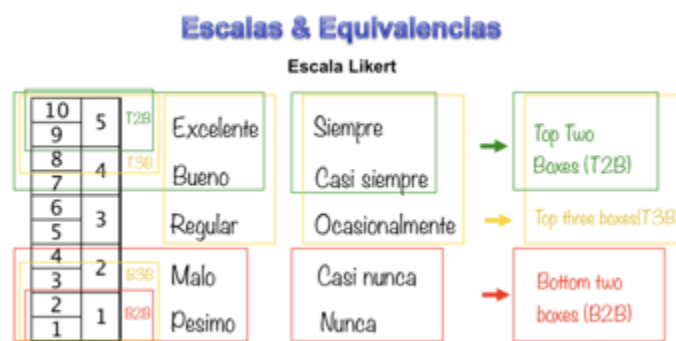 Escalas & Equivalencias
Escala Likert
10
9
5
T2B
Excelente
Siempre
Top Two
Boxes (T2B)
8
7
4
T3B
Bueno
Casi siempre
6
5
3
Regular
Ocasionalmente
Top three boxes(T3B
4
3
2
B3B
Malo
Casi nunca
Bottom two
boxes (B2B)
2
1
1
B2B
Pesimo
Nunca